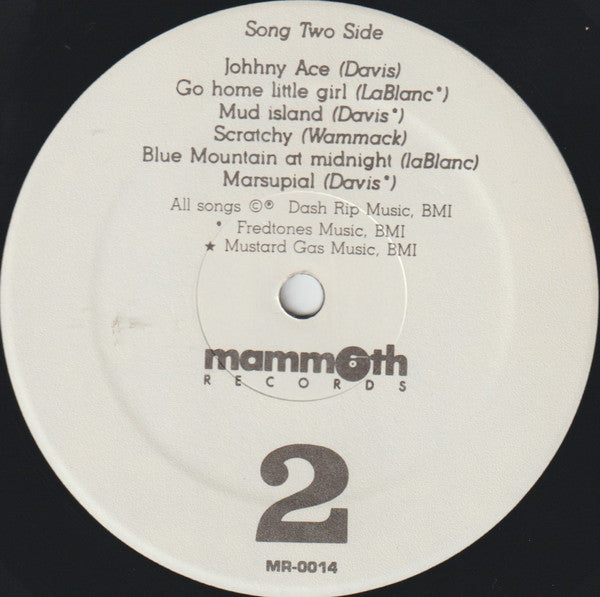 Song Two Side
Johhny Ace (Davis)
Go home little girl (LaBlanc•)
Mud island (Davis•)
Scratchy (Wammack)
Blue Mountain at midnight (laBlanc)
Marsupial (Davis•)
All songs ©℗ Dash Rip Music, BMI
• Fredtones Music, BMI
★ Mustard Gas Music, BMI
mammoth
RECORDS
2
MR-0014